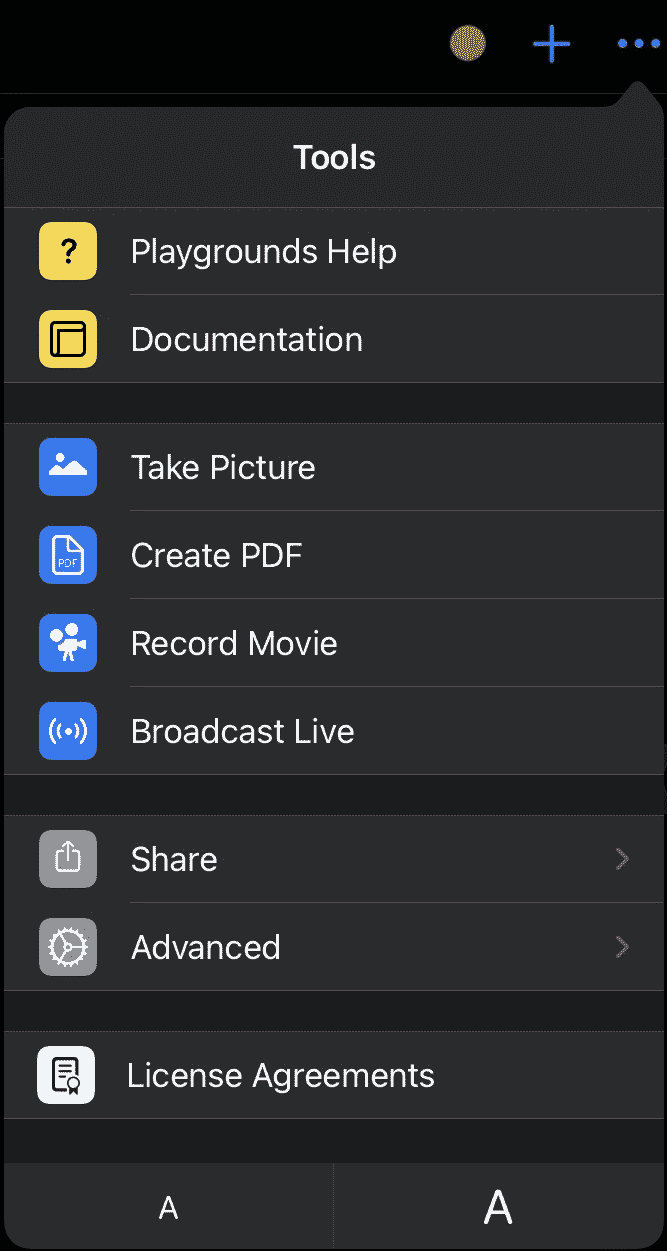 Tools
?
Playgrounds Help
Documentation
Take Picture
PDF
Create PDF
Record Movie
Broadcast Live
Share
Advanced
License Agreements
A A